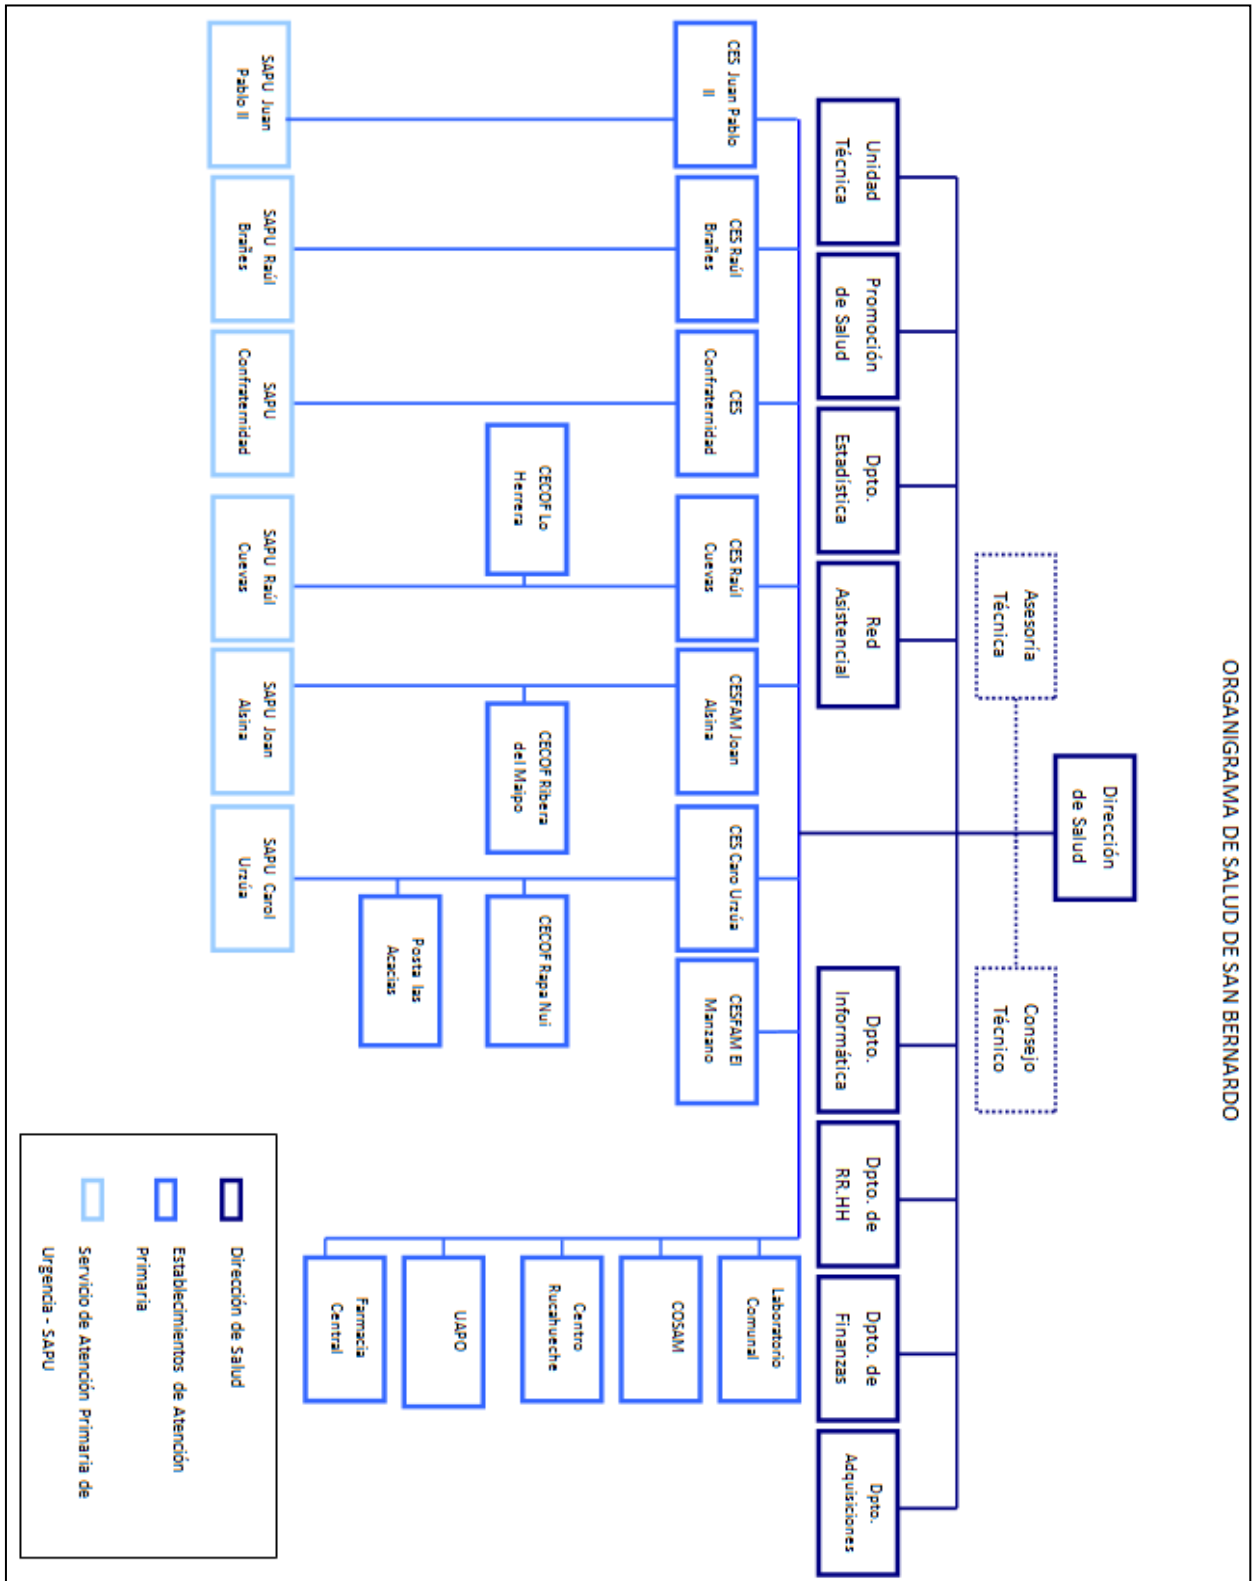 ORGANIGRAMA DE SALUD DE SAN BERNARDO
Dirección
de Salud
Asesoría
Técnica
Consejo
Técnico
Unidad
Técnica
Promoción
de Salud
Dpto.
Estadística
Red
Asistencial
Dpto.
Informática
Dpto. de
RR.HH
Dpto. de
Finanzas
Dpto.
Adquisiciones
CES Juan Pablo
II
CES Raúl
Brañes
CES
Confraternidad
CES Raúl
Cuevas
CESFAM Joan
Alsina
CES Caro Urzúa
CESFAM El
Manzano
Laboratorio
Comunal
COSAM
Centro
Rucahueche
UAPO
Farmacia
Central
CECOF Lo
Herrera
CECOF Ribera
del Maipo
CECOF Rapa Nui
Posta las
Acacias
SAPU Juan
Pablo II
SAPU Raúl
Brañes
SAPU
Confraternidad
SAPU Raúl
Cuevas
SAPU Joan
Alsina
SAPU Carol
Urzúa
Dirección de Salud
Establecimientos de Atención
Primaria
Servicio de Atención Primaria de
Urgencia - SAPU